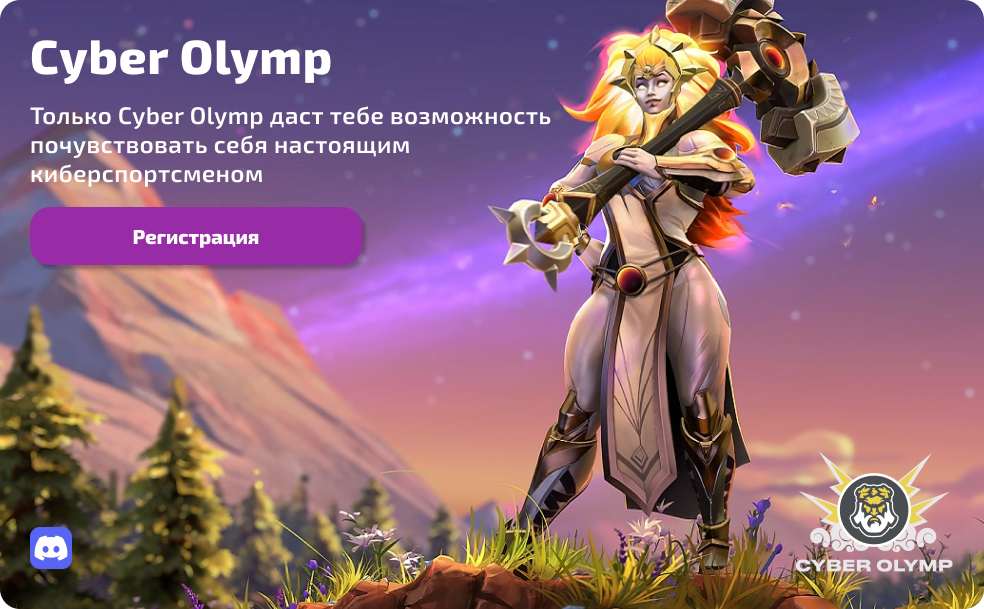 Cyber Olymp
Только Cyber Olymp даст тебе возможность
почувствовать себя настоящим
киберспортсменом
Регистрация
CYBER OLYMP